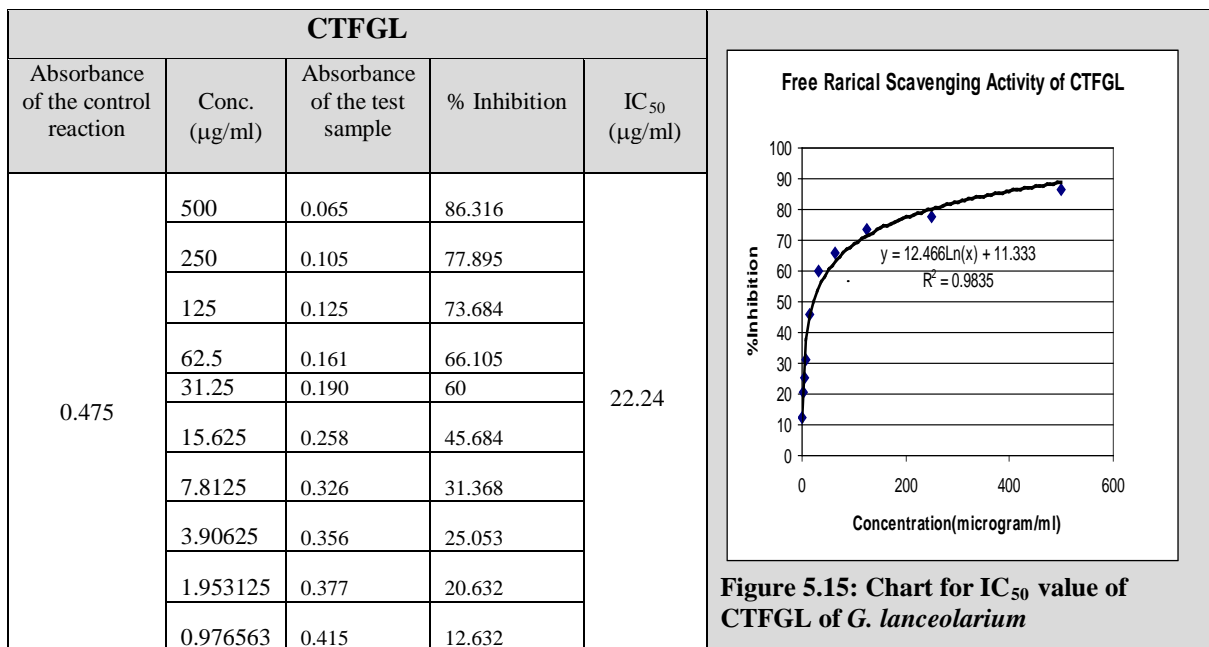 CTFGL
Absorbance of the control reaction	Conc. (μg/ml)	Absorbance of the test sample	% Inhibition	IC50 (μg/ml)
0.475	500	0.065	86.316	22.24
250	0.105	77.895
125	0.125	73.684
62.5	0.161	66.105
31.25	0.190	60
15.625	0.258	45.684
7.8125	0.326	31.368
3.90625	0.356	25.053
1.953125	0.377	20.632
0.976563	0.415	12.632
Free Rarical Scavenging Activity of CTFGL
100
90
80
70
60
50
40
30
20
10
0
%Inhibition
y = 12.466Ln(x) + 11.333
R² = 0.9835
0	200	400	600
Concentration(microgram/ml)
Figure 5.15: Chart for IC50 value of
CTFGL of G. lanceolarium